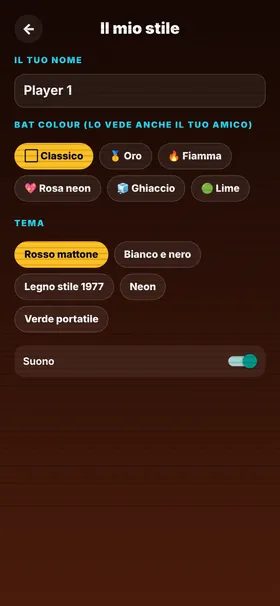 Il mio stile
IL TUO NOME
Player 1
BAT COLOUR (LO VEDE ANCHE IL TUO AMICO)
Classico
Oro
Fiamma
Rosa neon
Ghiaccio
Lime
TEMA
Rosso mattone
Bianco e nero
Legno stile 1977
Neon
Verde portatile
Suono